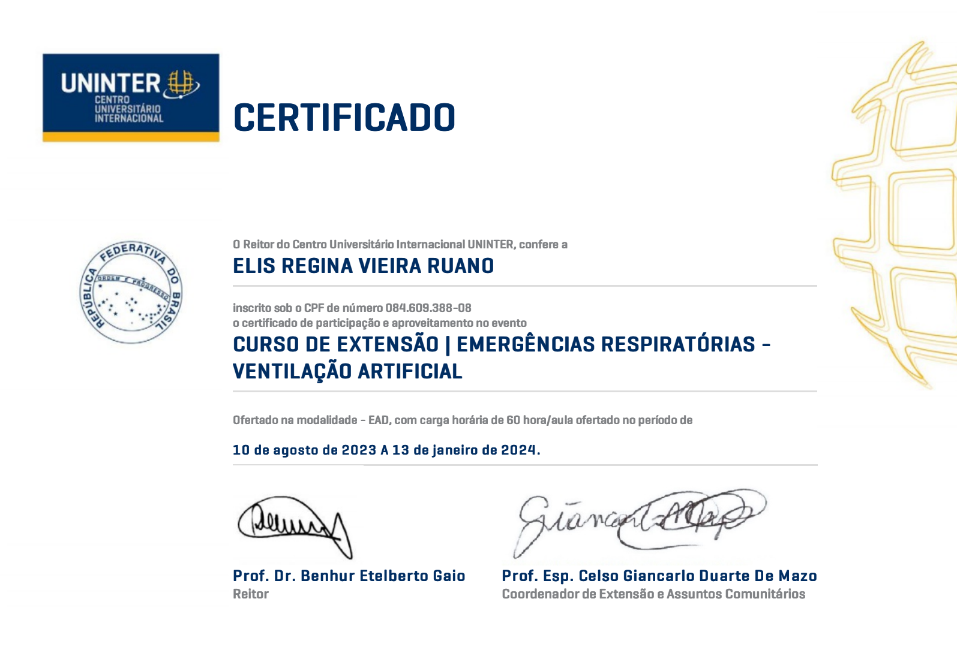 UNINTER
CENTRO
UNIVERSITÁRIO
INTERNACIONAL
CERTIFICADO
REPÚBLICA FEDERATIVA DO BRASIL
ORDEM E PROGRESSO
O Reitor do Centro Universitário Internacional UNINTER, confere a
ELIS REGINA VIEIRA RUANO
inscrito sob o CPF de número 084.609.388-08
o certificado de participação e aproveitamento no evento
CURSO DE EXTENSÃO | EMERGÊNCIAS RESPIRATÓRIAS -
VENTILAÇÃO ARTIFICIAL
Ofertado na modalidade - EAD, com carga horária de 60 hora/aula ofertado no período de
10 de agosto de 2023 A 13 de janeiro de 2024.
Prof. Dr. Benhur Etelberto Gaio
Reitor
Prof. Esp. Celso Giancarlo Duarte De Mazo
Coordenador de Extensão e Assuntos Comunitários